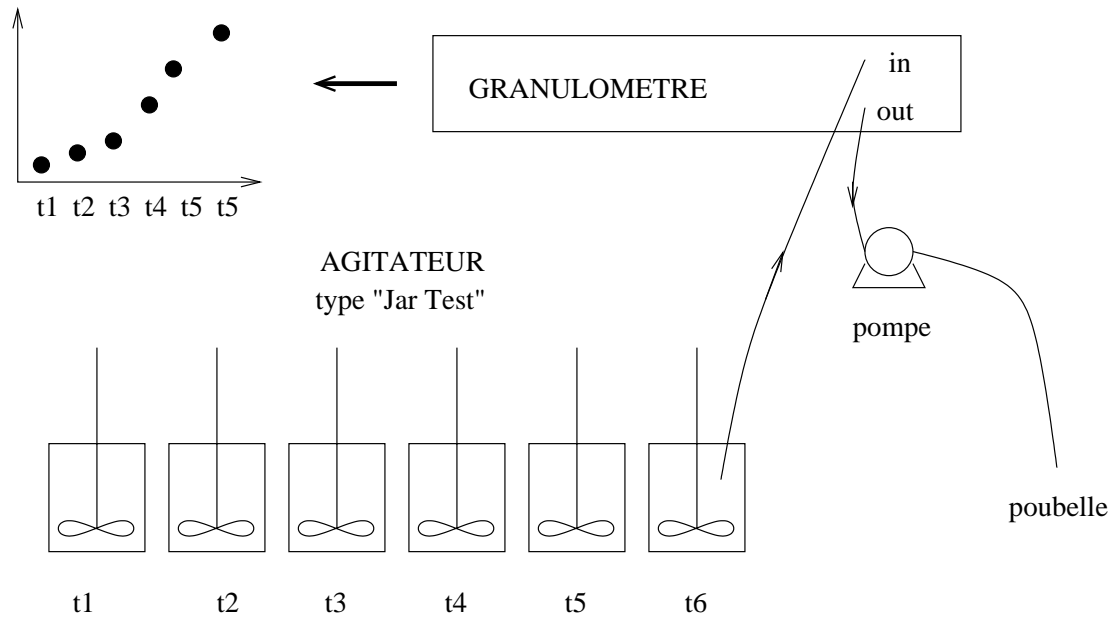 in
GRANULOMETRE
out
t1 t2 t3 t4 t5 t5
AGITATEUR
type "Jar Test"
pompe
poubelle
t1 t2 t3 t4 t5 t6